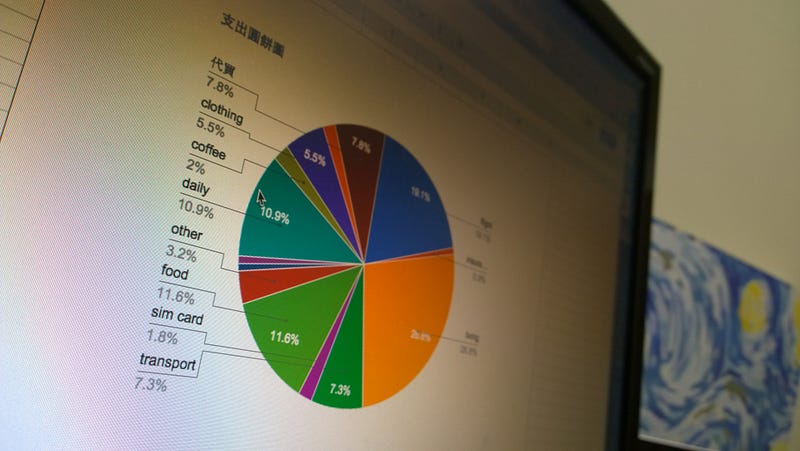 支出圓餅圖
代買
7.8%
clothing
5.5%
coffee
2%
daily
10.9%
other
3.2%
food
11.6%
sim card
1.8%
transport
7.3%
7.8%
5.5%
10.9%
11.6%
7.3%
19.1%